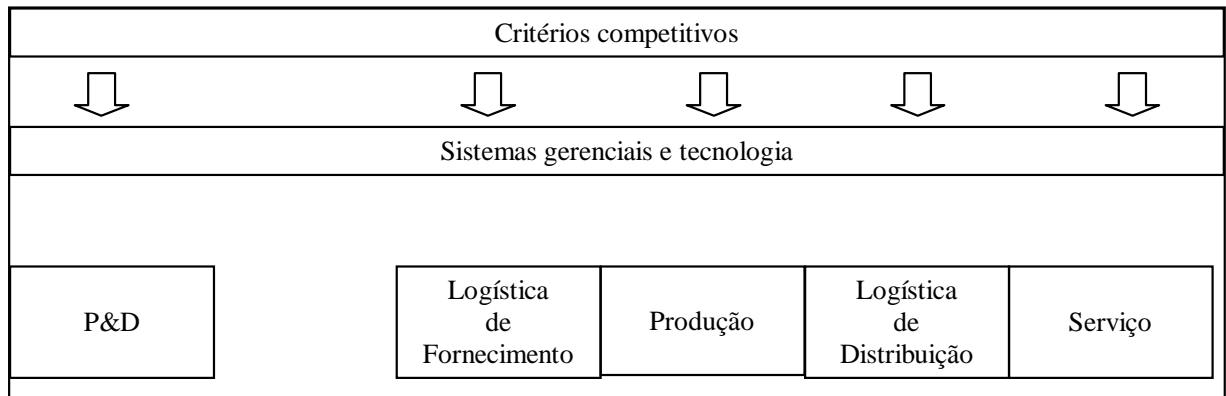 Critérios competitivos
Sistemas gerenciais e tecnologia
P&D
Logística
de
Fornecimento
Produção
Logística
de
Distribuição
Serviço